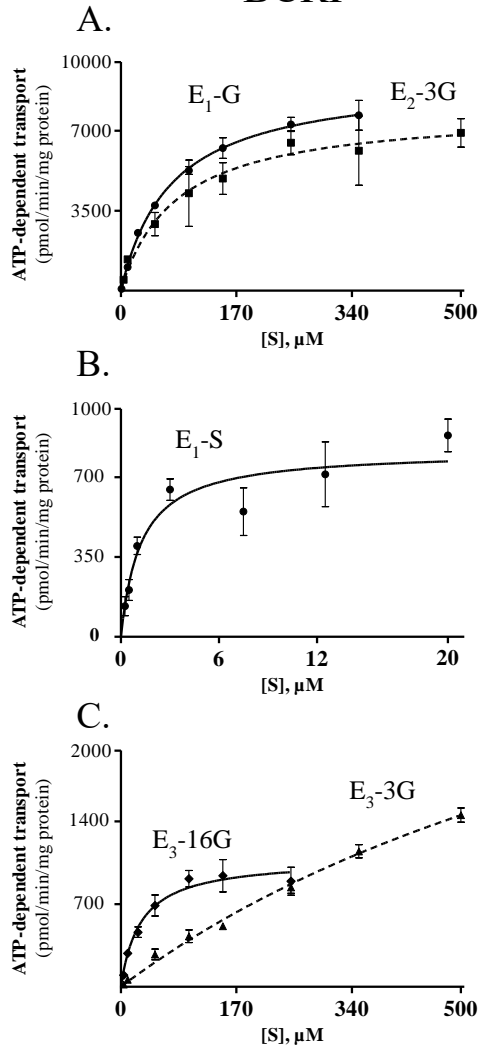 A.
10000
7000
3500
0
E₁-G
E₂-3G
ATP-dependent transport
(pmol/min/mg protein)
0 170 340 500
[S], µM
B.
1000
700
350
0
E₁-S
ATP-dependent transport
(pmol/min/mg protein)
0 6 12 20
[S], µM
C.
2000
1400
700
E₃-3G
E₃-16G
ATP-dependent transport
(pmol/min/mg protein)
0 170 340 500
[S], µM